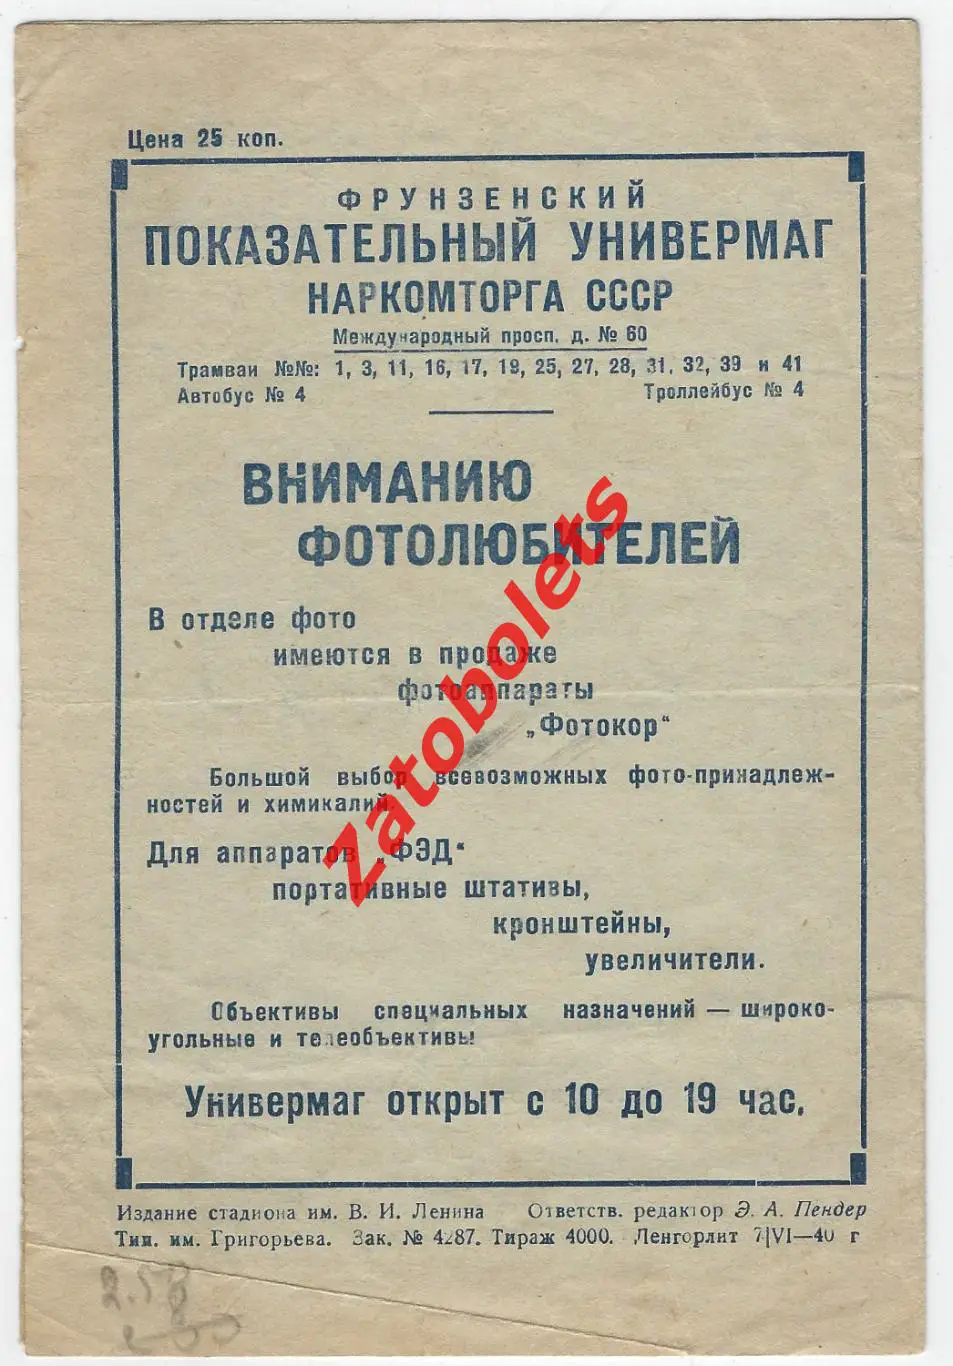 Цена 25 коп.
ФРУНЗЕНСКИЙ
ПОКАЗАТЕЛЬНЫЙ УНИВЕРМАГ
НАРКОМТОРГА СССР
Международный просп. д. № 60
Трамваи №№: 1, 3, 11, 16, 17, 19, 25, 27, 28, 31, 32, 39 и 41
Автобус № 4 Троллейбус № 4
ВНИМАНИЮ
ФОТОЛЮБИТЕЛЕЙ
В отделе фото
имеются в продаже
фотоаппараты
„Фотокор“
Большой выбор всевозможных фото-принадлеж-
ностей и химикалий.
Для аппаратов „ФЭД“
портативные штативы,
кронштейны,
увеличители.
Объективы специальных назначений — широко-
угольные и телеобъективы
Универмаг открыт с 10 до 19 час.
Издание стадиона им. В. И. Ленина Ответств. редактор Э. А. Пендер
Тип. им. Григорьева. Зак. № 4287. Тираж 4000. Ленгорлит 7|VI—40 г
Zatobolets